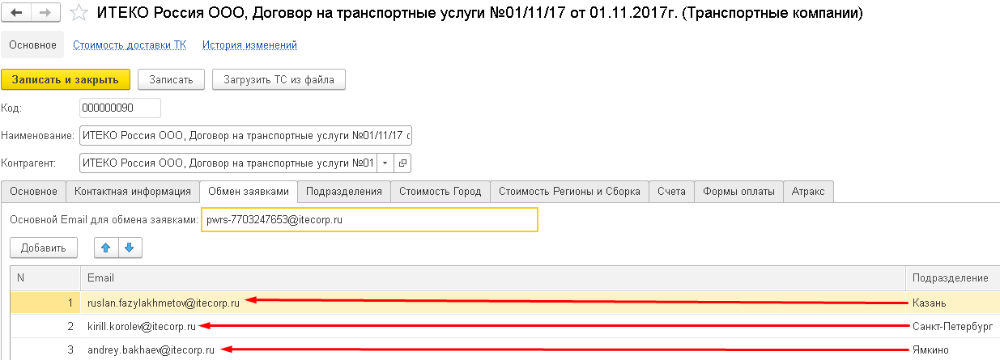 ИТЕКО Россия ООО, Договор на транспортные услуги №01/11/17 от 01.11.2017г. (Транспортные компании)
Основное Стоимость доставки ТК История изменений
Записать и закрыть Записать Загрузить ТС из файла
Код: 000000090
Наименование: ИТЕКО Россия ООО, Договор на транспортные услуги №01/11/17 о
Контрагент: ИТЕКО Россия ООО, Договор на транспортные услуги №01
Основное Контактная информация Обмен заявками Подразделения Стоимость Город Стоимость Регионы и Сборка Счета Формы оплаты Атракс
Основной Email для обмена заявками: pwrs-7703247653@itecorp.ru
Добавить
N Email Подразделение
1 ruslan.fazylakhmetov@itecorp.ru Казань
2 kirill.korolev@itecorp.ru Санкт-Петербург
3 andrey.bakhaev@itecorp.ru Ямкино